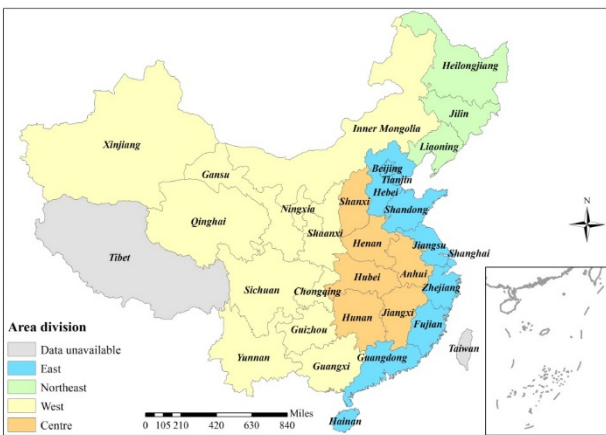 Heilongjiang
Jilin
Liaoning
Inner Mongolia
Xinjiang
Gansu
Beijing
Tianjin
Hebei
Ningxia
Shanxi
Shandong
Qinghai
Shaanxi
Henan
Jiangsu
Shanghai
Tibet
Hubei
Anhui
Sichuan
Chongqing
Zhejiang
Hunan
Jiangxi
Guizhou
Fujian
Yunnan
Guangxi
Guangdong
Taiwan
Hainan
N
Area division
Data unavailable
East
Northeast
West
Centre
Miles
0 105 210 420 630 840